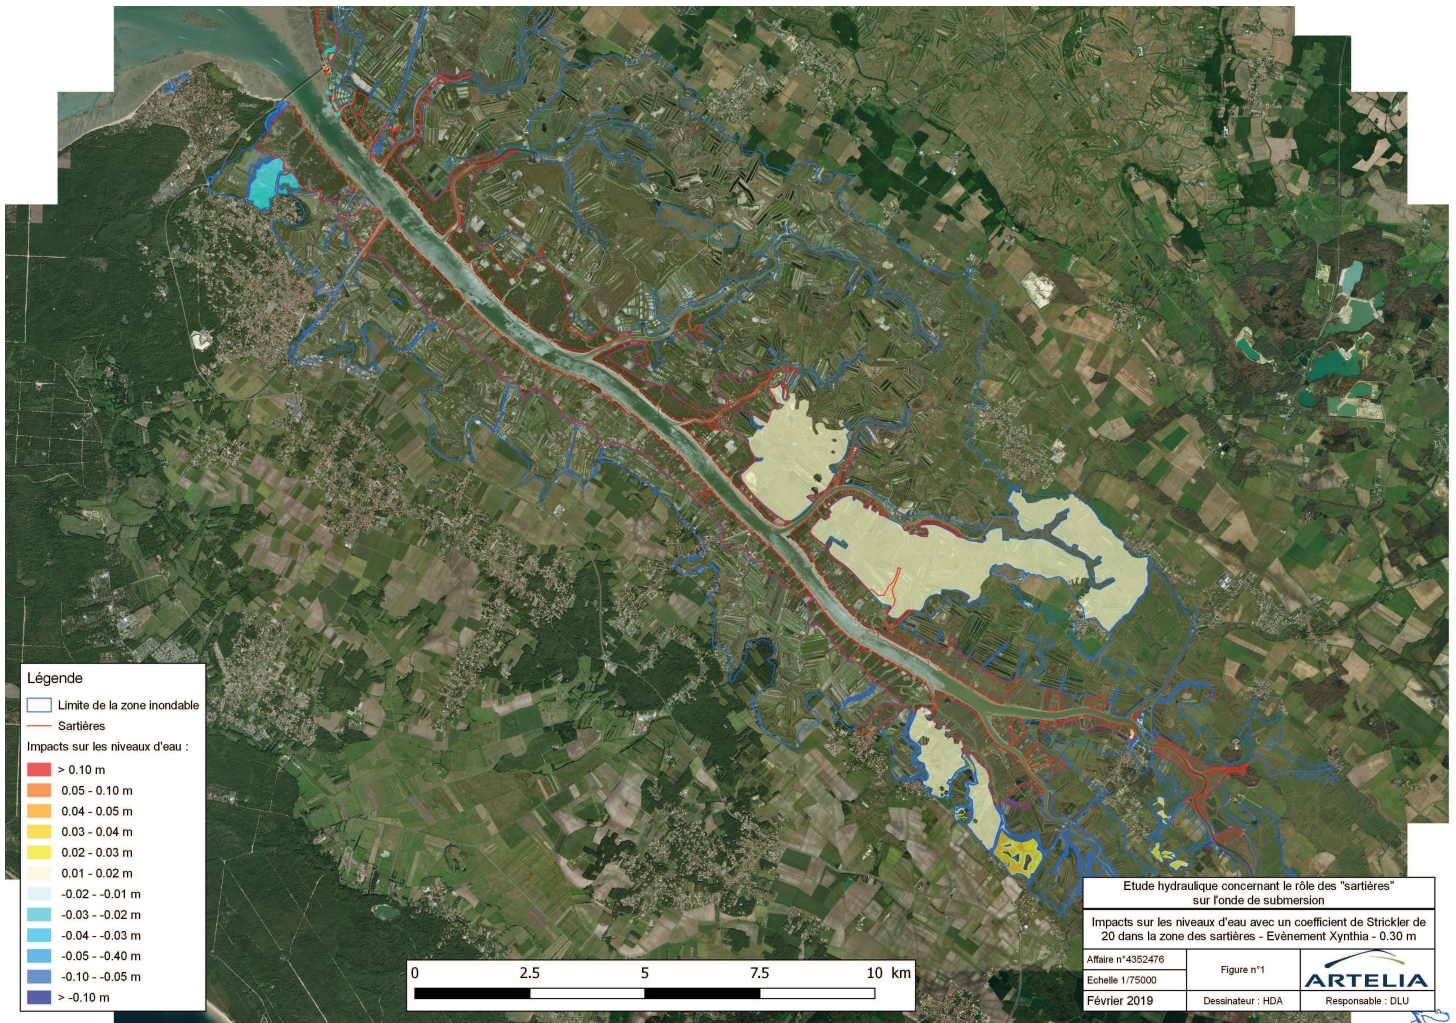 Légende
Limite de la zone inondable
Sartières
Impacts sur les niveaux d'eau :
> 0.10 m
0.05 - 0.10 m
0.04 - 0.05 m
0.03 - 0.04 m
0.02 - 0.03 m
0.01 - 0.02 m
-0.02 - -0.01 m
-0.03 - -0.02 m
-0.04 - -0.03 m
-0.05 - -0.40 m
-0.10 - -0.05 m
> -0.10 m
0 2.5 5 7.5 10 km
Etude hydraulique concernant le rôle des "sartières"
sur l'onde de submersion
Impacts sur les niveaux d'eau avec un coefficient de Strickler de
20 dans la zone des sartières - Evènement Xynthia - 0.30 m
Affaire n°4352476
Echelle 1/75000
Février 2019
Figure n°1
Dessinateur : HDA
ARTELIA
Responsable : DLU